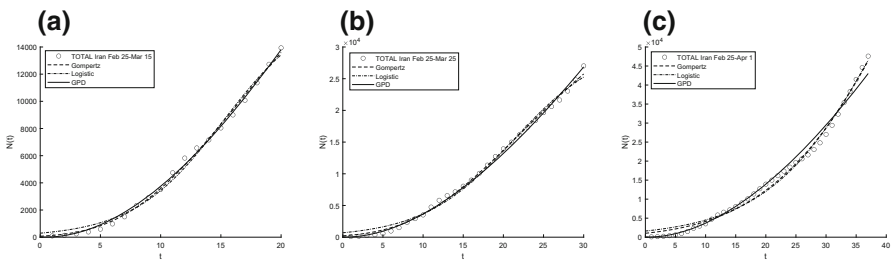 (a)
14000
12000
10000
8000
6000
4000
2000
0
0 5 10 15 20
N(t)
t
TOTAL Iran Feb 25-Mar 15
Gompertz
Logistic
GPD
(b)
×10⁴
3
2.5
2
1.5
1
0.5
0
0 5 10 15 20 25 30
N(t)
t
TOTAL Iran Feb 25-Mar 25
Gompertz
Logistic
GPD
(c)
×10⁴
5
4.5
4
3.5
3
2.5
2
1.5
1
0.5
0
0 5 10 15 20 25 30 35 40
N(t)
t
TOTAL Iran Feb 25-Apr 1
Gompertz
Logistic
GPD